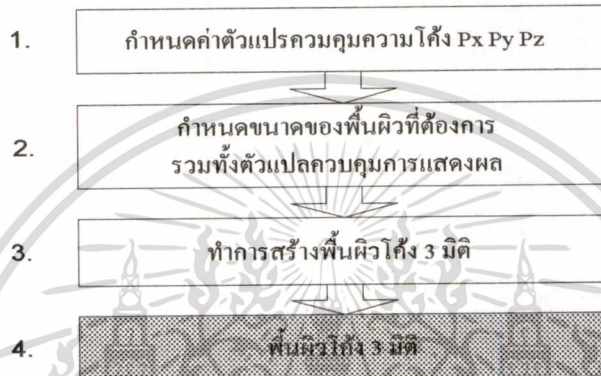 1. กำหนดค่าตัวแปรควมคุมความโค้ง Px Py Pz
2. กำหนดขนาดของพื้นผิวที่ต้องการ
รวมทั้งตัวแปลควบคุมการแสดงผล
3. ทำการสร้างพื้นผิวโค้ง 3 มิติ
4. พื้นผิวโค้ง 3 มิติ